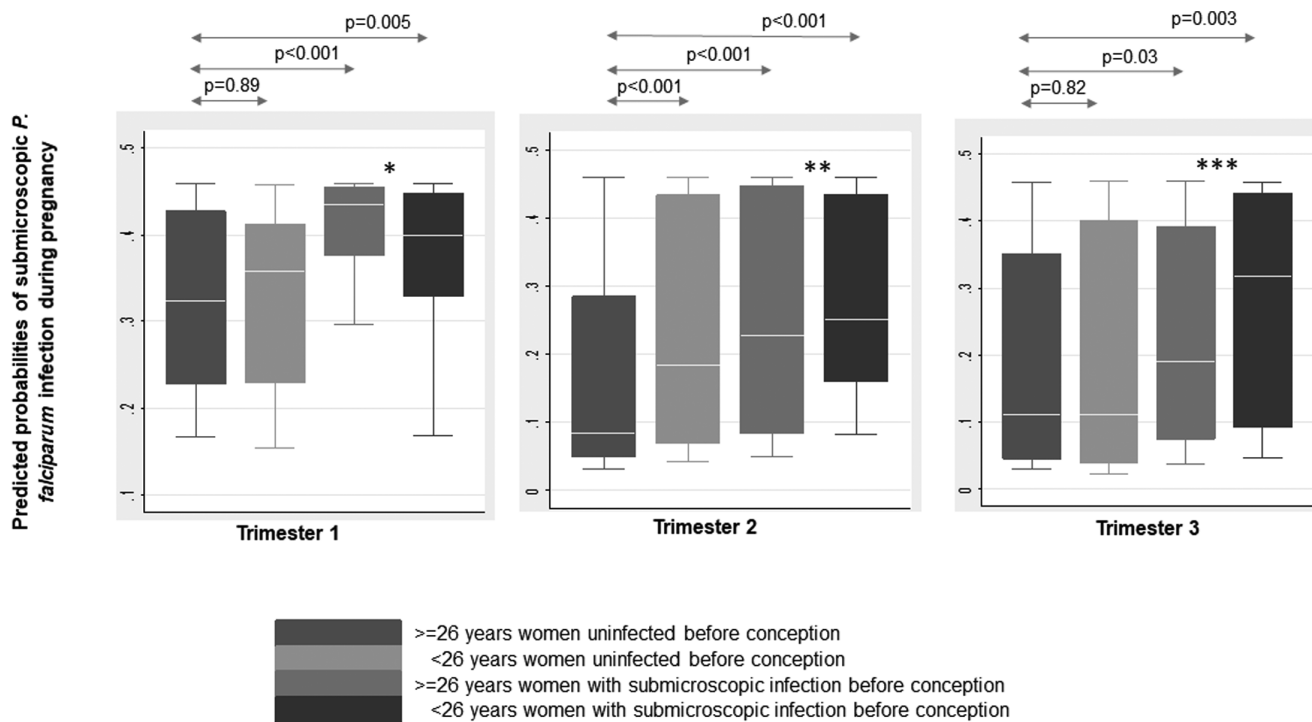 p=0.005
p<0.001
p=0.89
p<0.001
p<0.001
p<0.001
p=0.003
p=0.03
p=0.82
Predicted probabilities of submicroscopic P.
falciparum infection during pregnancy
.5
.4
.3
.2
.1
*
Trimester 1
.5
.4
.3
.2
.1
0
**
Trimester 2
.5
.4
.3
.2
.1
0
***
Trimester 3
>=26 years women uninfected before conception
<26 years women uninfected before conception
>=26 years women with submicroscopic infection before conception
<26 years women with submicroscopic infection before conception